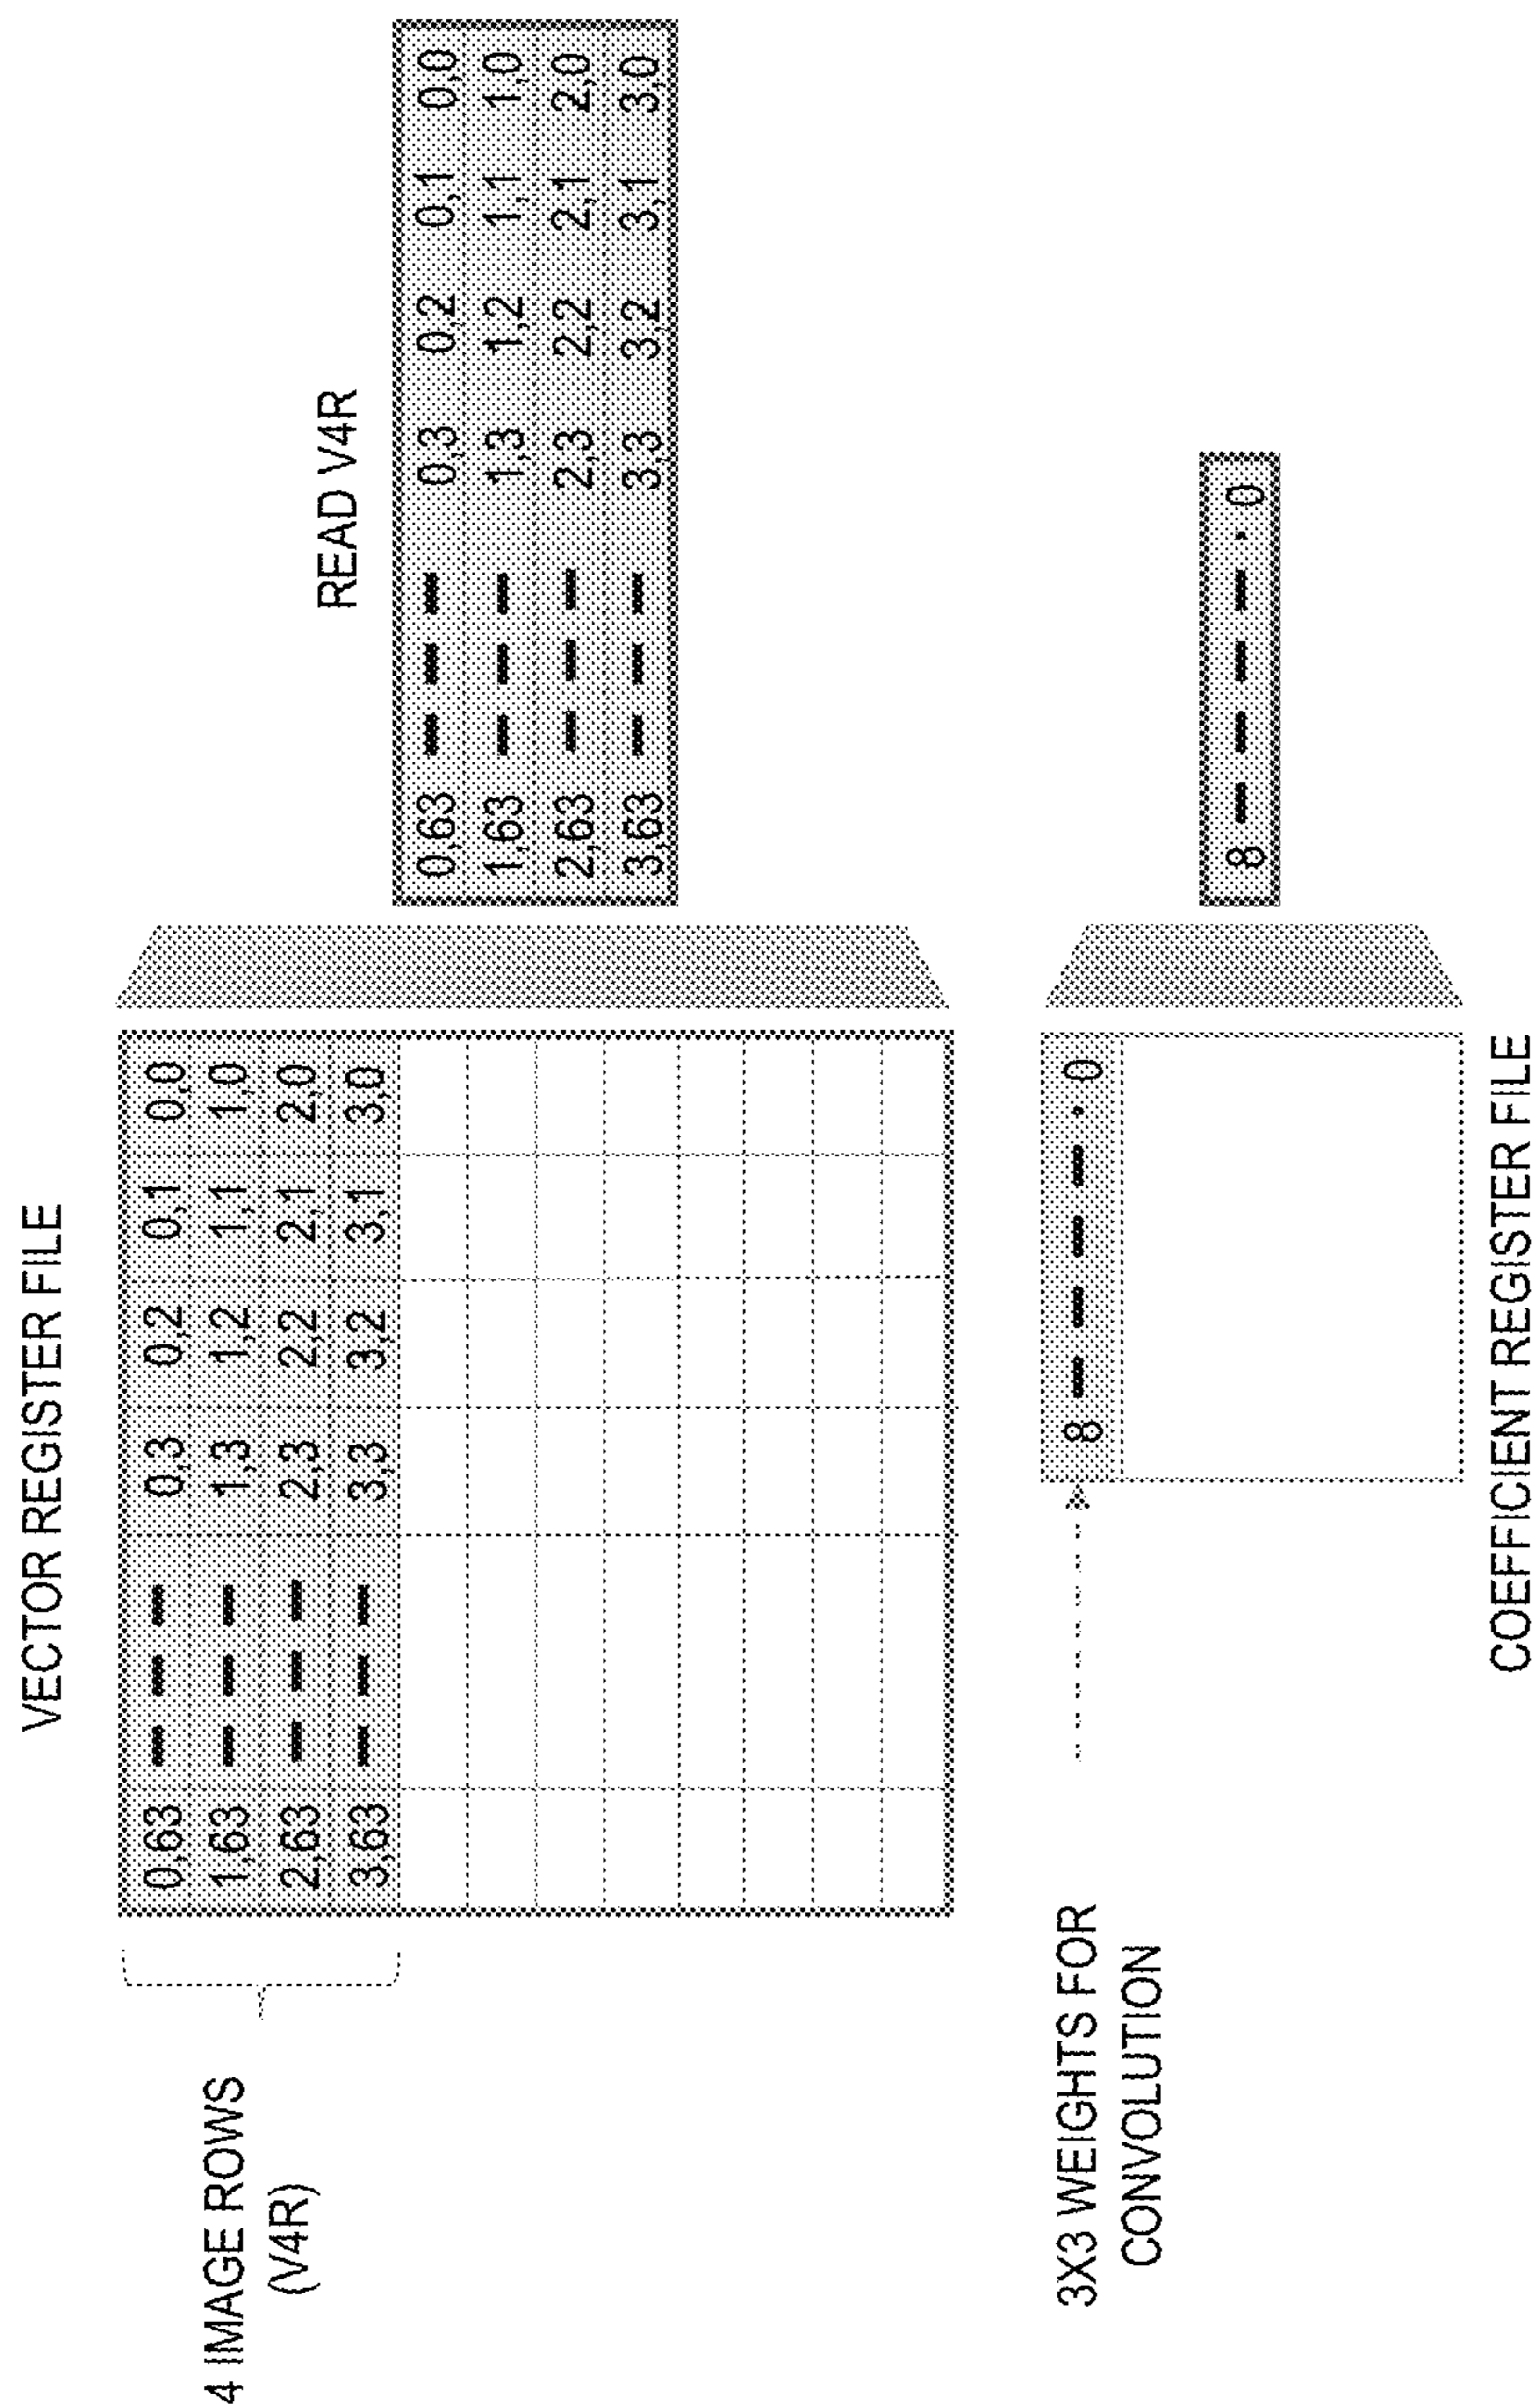 VECTOR REGISTER FILE
4 IMAGE ROWS
(V4R)
0,63 – – – 0,3 0,2 0,1 0,0
1,63 – – – 1,3 1,2 1,1 1,0
2,63 – – – 2,3 2,2 2,1 2,0
3,63 – – – 3,3 3,2 3,1 3,0
READ V4R
0,63 – – – 0,3 0,2 0,1 0,0
1,63 – – – 1,3 1,2 1,1 1,0
2,63 – – – 2,3 2,2 2,1 2,0
3,63 – – – 3,3 3,2 3,1 3,0
3X3 WEIGHTS FOR
CONVOLUTION
8 – – – – · 0
8 – – – – · 0
COEFFICIENT REGISTER FILE